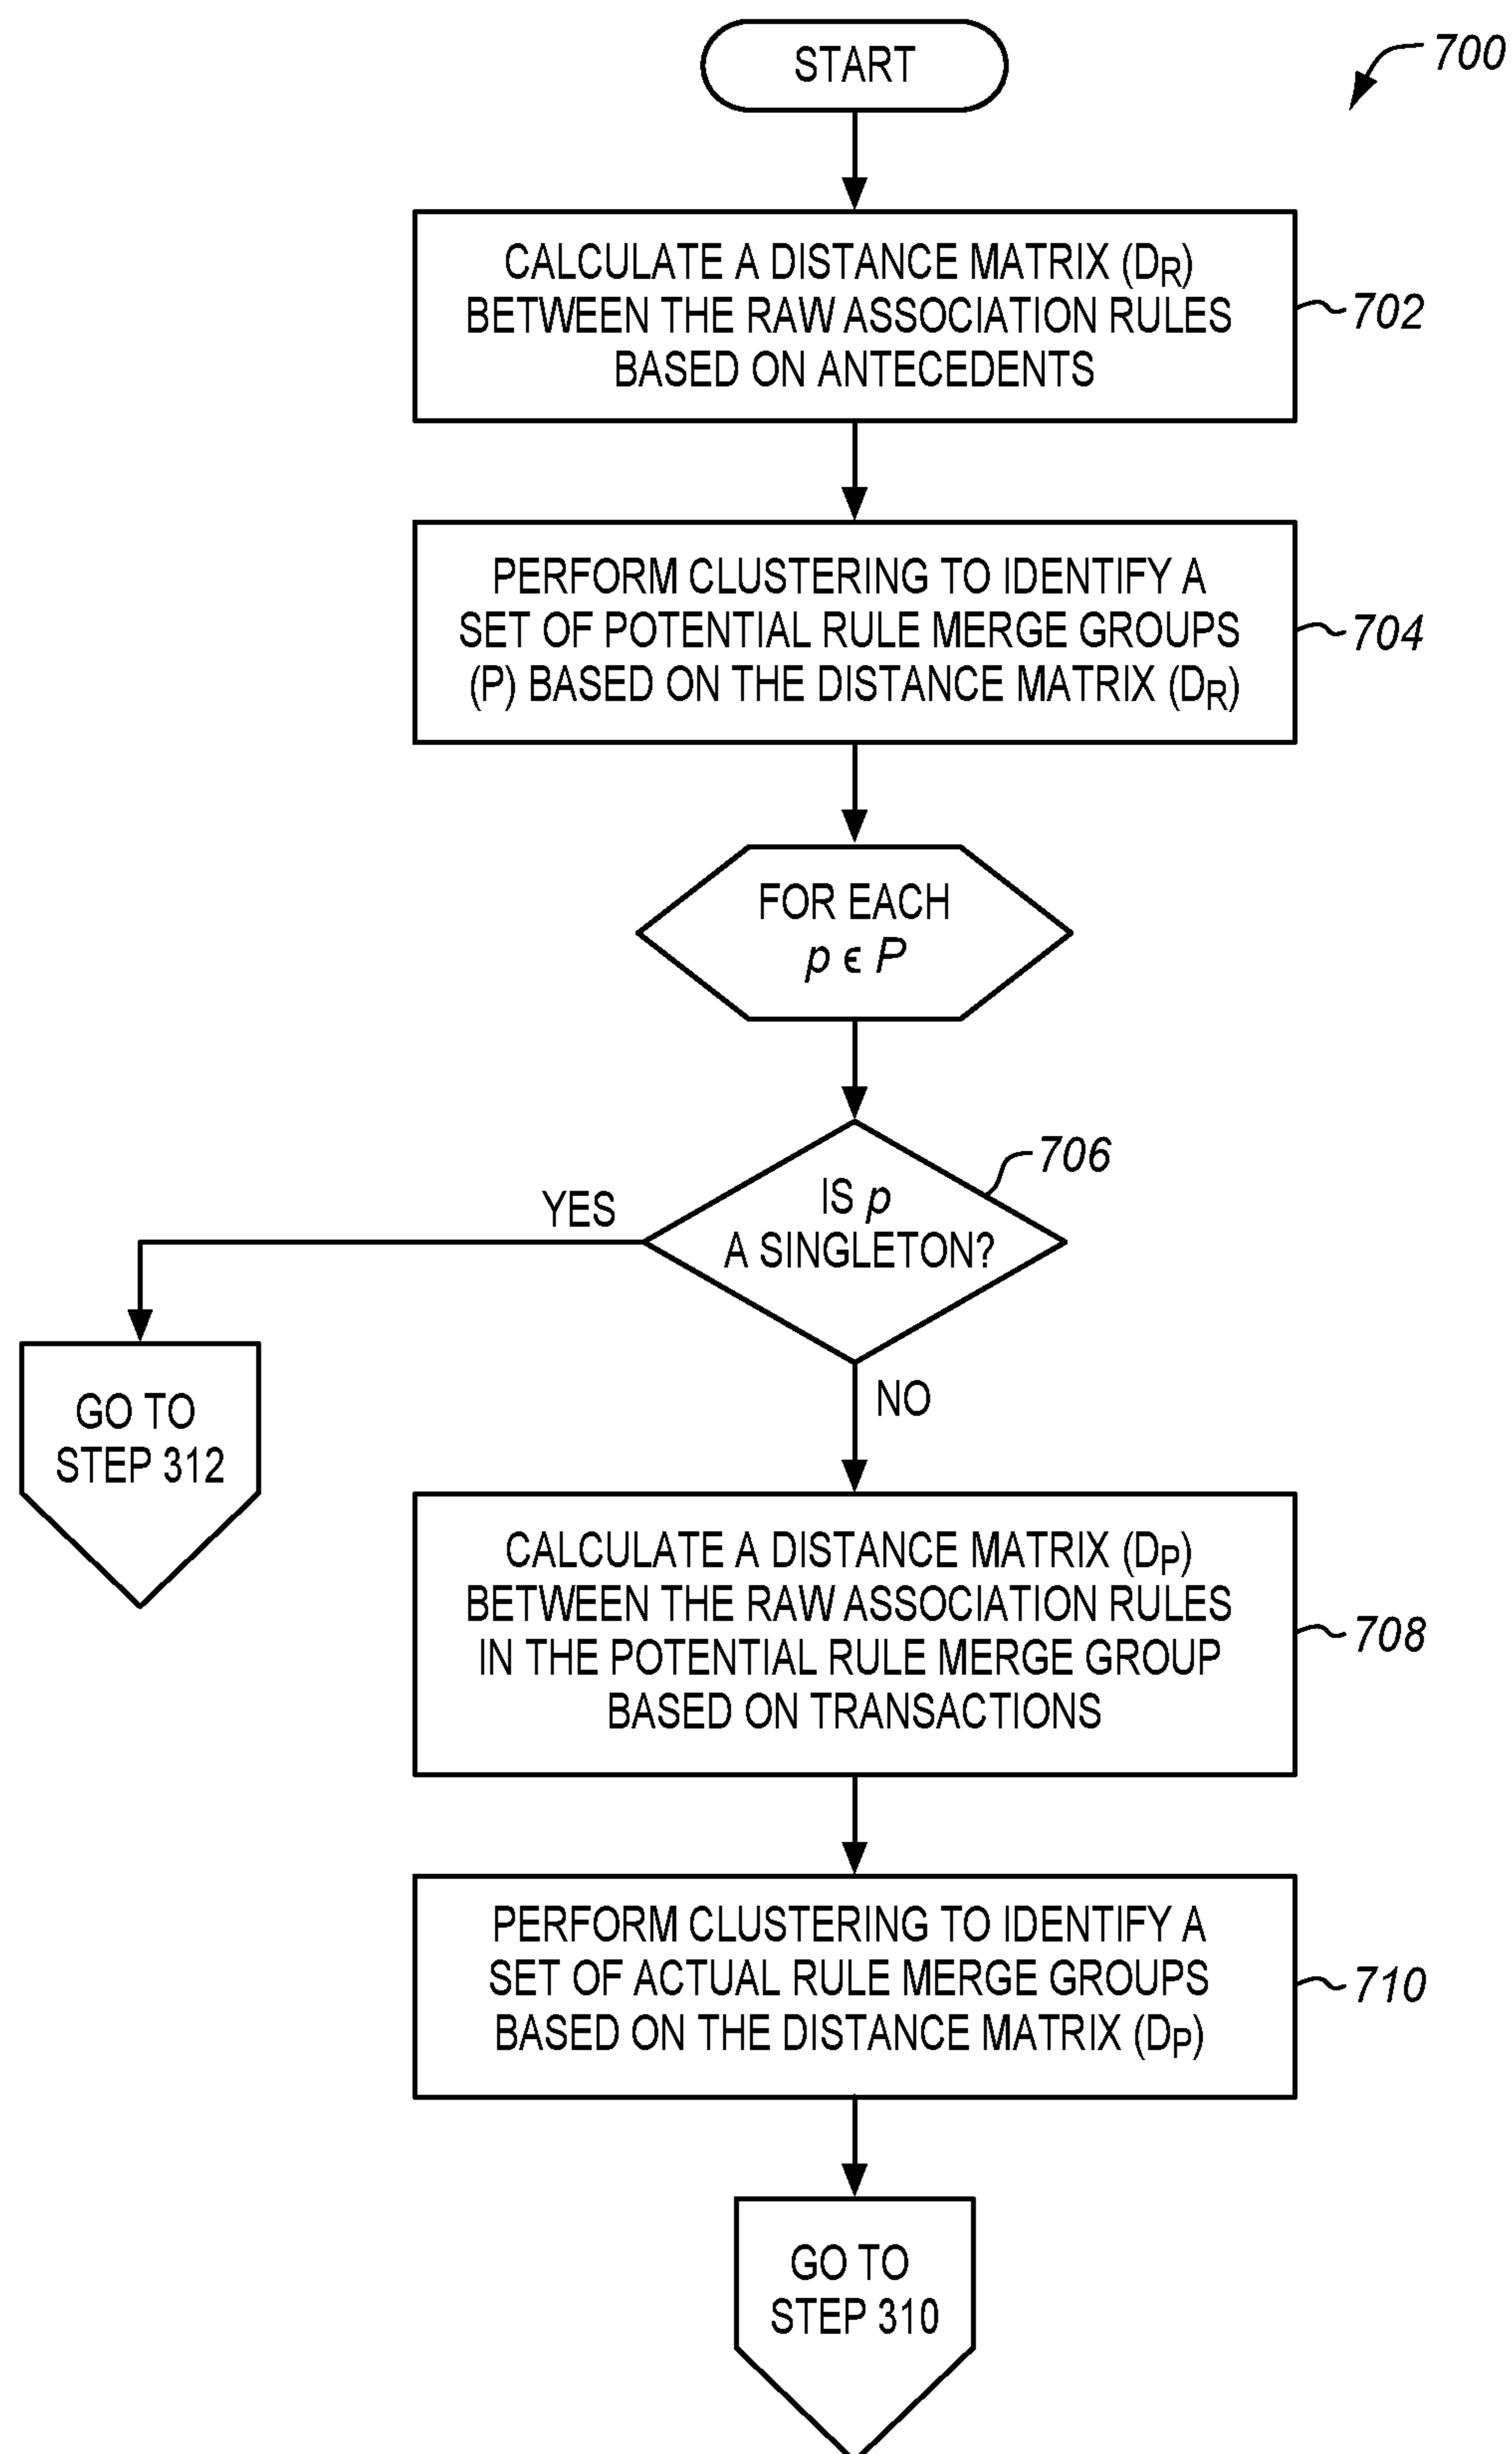 START
700
CALCULATE A DISTANCE MATRIX (DR)
BETWEEN THE RAW ASSOCIATION RULES
BASED ON ANTECEDENTS
702
PERFORM CLUSTERING TO IDENTIFY A
SET OF POTENTIAL RULE MERGE GROUPS
(P) BASED ON THE DISTANCE MATRIX (DR)
704
FOR EACH
p ϵ P
706
IS p
A SINGLETON?
YES
NO
GO TO
STEP 312
CALCULATE A DISTANCE MATRIX (DP)
BETWEEN THE RAW ASSOCIATION RULES
IN THE POTENTIAL RULE MERGE GROUP
BASED ON TRANSACTIONS
708
PERFORM CLUSTERING TO IDENTIFY A
SET OF ACTUAL RULE MERGE GROUPS
BASED ON THE DISTANCE MATRIX (DP)
710
GO TO
STEP 310